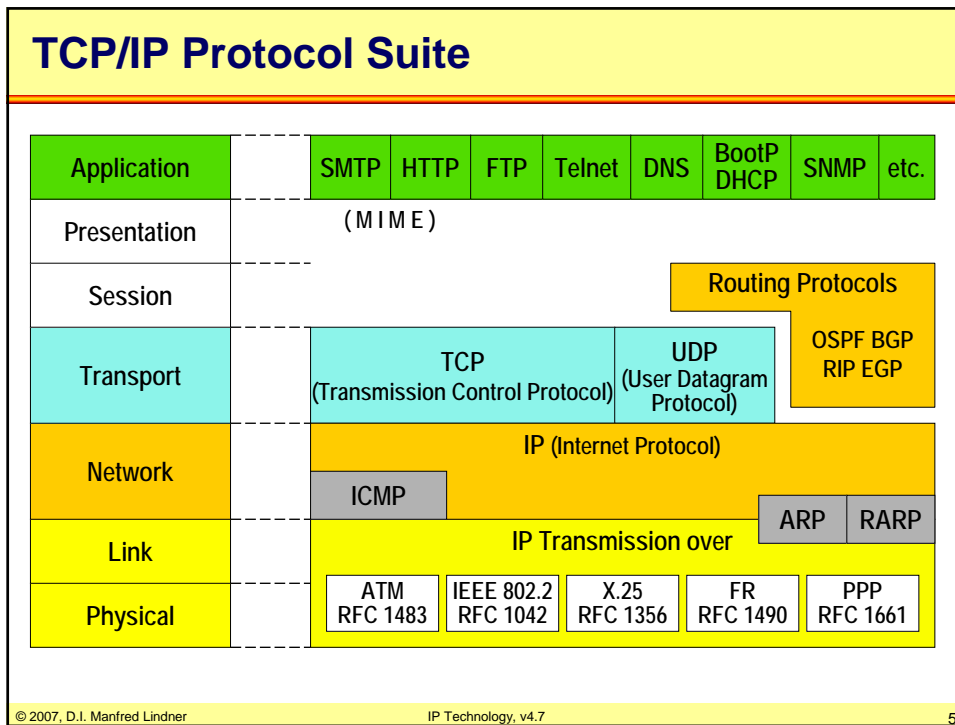 TCP/IP Protocol Suite
Application
SMTP
HTTP
FTP
Telnet
DNS
BootP
DHCP
SNMP
etc.
Presentation
(MIME)
Session
Routing Protocols
OSPF BGP
RIP EGP
Transport
TCP
(Transmission Control Protocol)
UDP
(User Datagram
Protocol)
Network
IP (Internet Protocol)
ICMP
ARP
RARP
Link
IP Transmission over
Physical
ATM
RFC 1483
IEEE 802.2
RFC 1042
X.25
RFC 1356
FR
RFC 1490
PPP
RFC 1661
© 2007, D.I. Manfred Lindner
IP Technology, v4.7
5